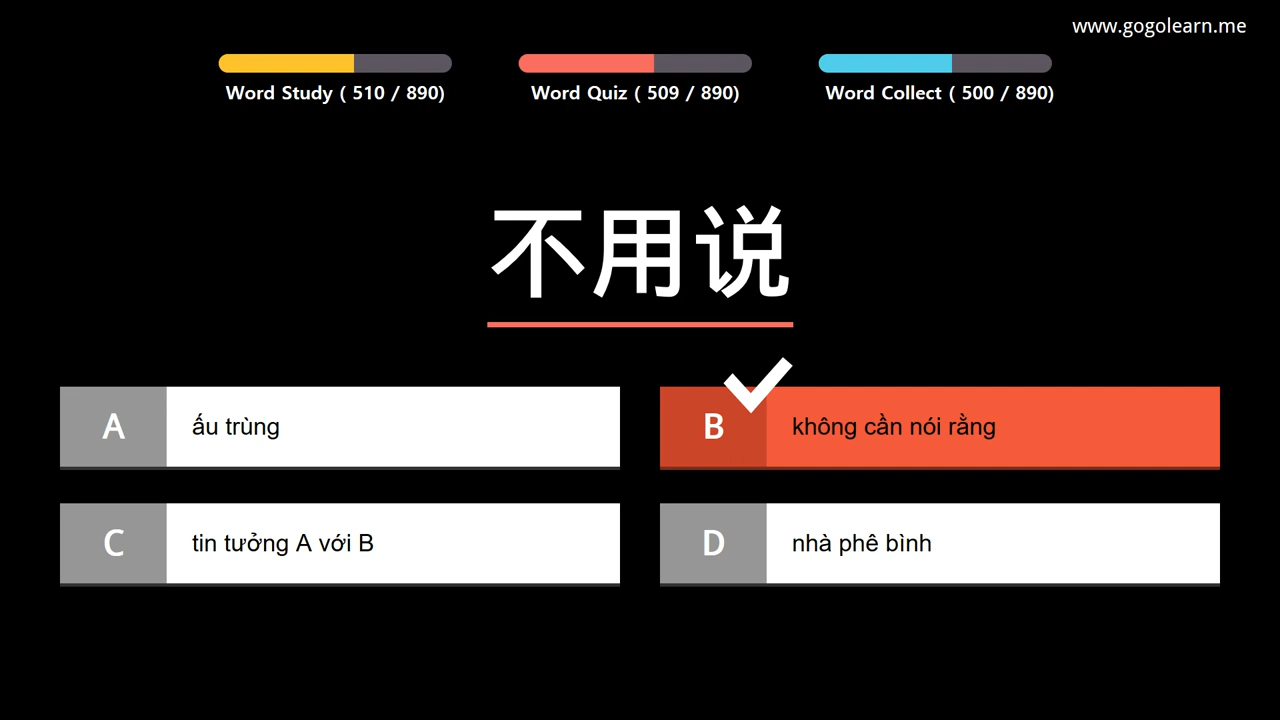 www.gogolearn.me
Word Study ( 510 / 890)
Word Quiz ( 509 / 890)
Word Collect ( 500 / 890)
不用说
A ấu trùng
B không cần nói rằng
C tin tưởng A với B
D nhà phê bình